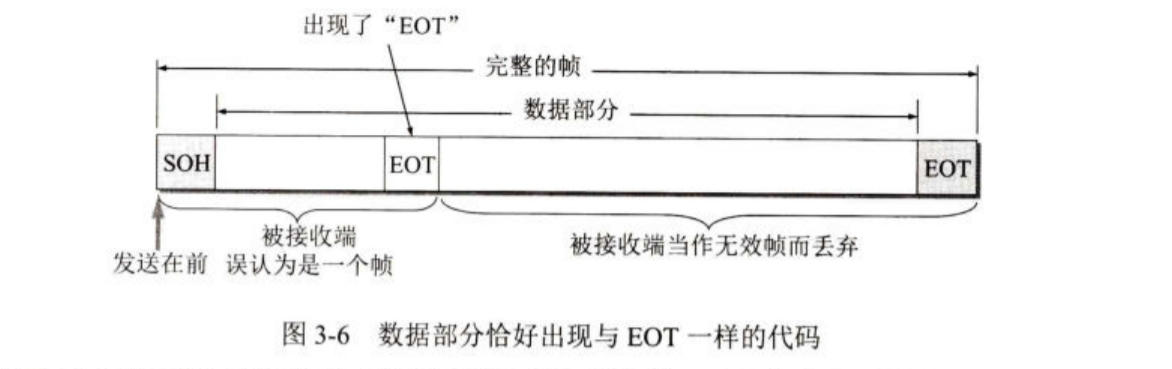 出现了“EOT”
完整的帧
数据部分
SOH
EOT
EOT
被接收端
误认为是一个帧
被接收端当作无效帧而丢弃
发送在前
图 3-6 数据部分恰好出现与 EOT 一样的代码